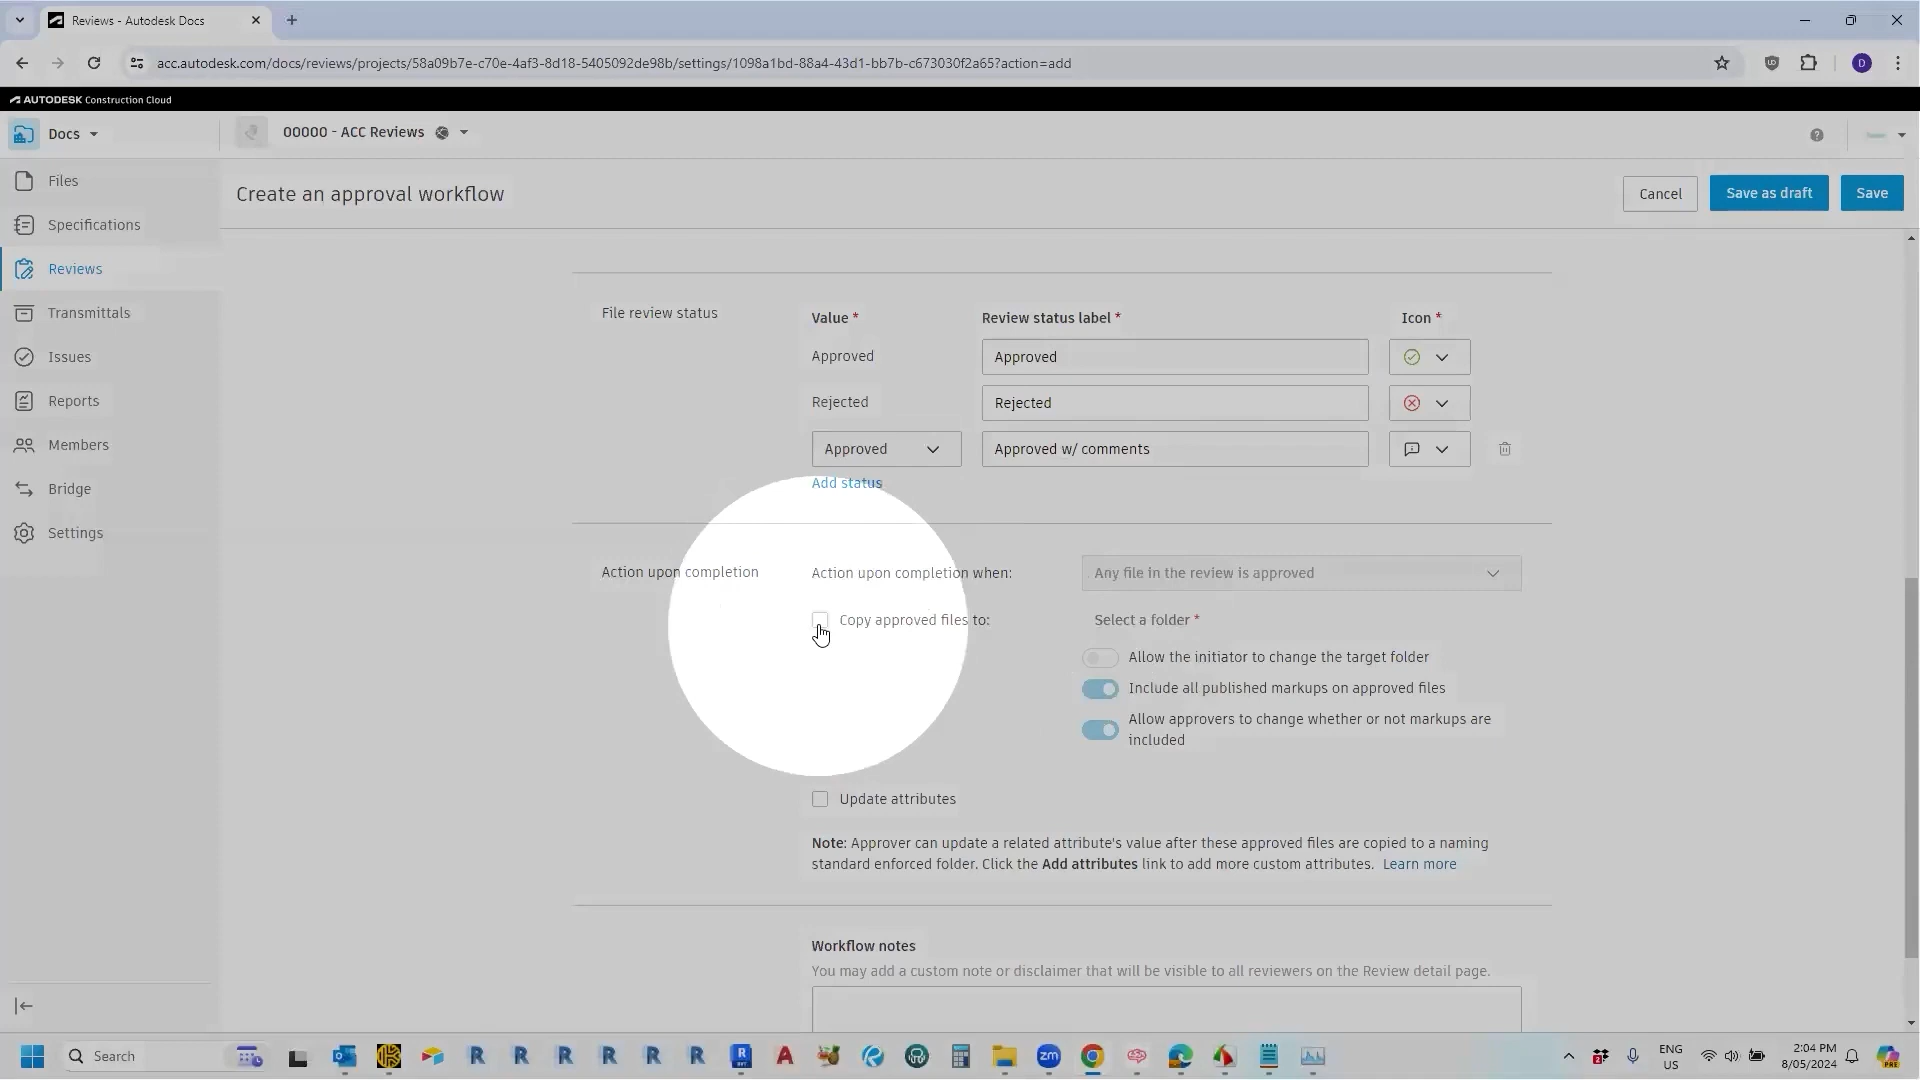 Reviews - Autodesk Docs
acc.autodesk.com/docs/reviews/projects/58a09b7e-c70e-4af3-8d18-5405092de98b/settings/1098a1bd-88a4-43d1-bb7b-c673030f2a65?action=add
D
AUTODESK Construction Cloud
Docs
00000 - ACC Reviews
Files
Specifications
Reviews
Transmittals
Issues
Reports
Members
Bridge
Settings
Create an approval workflow
Cancel
Save as draft
Save
File review status
Value *
Review status label *
Icon *
Approved
Approved
Rejected
Rejected
Approved
Approved w/ comments
Add status
Action upon completion
Action upon completion when:
Any file in the review is approved
Copy approved files to:
Select a folder *
Allow the initiator to change the target folder
Include all published markups on approved files
Allow approvers to change whether or not markups are
included
Update attributes
Note: Approver can update a related attribute's value after these approved files are copied to a naming
standard enforced folder. Click the Add attributes link to add more custom attributes. Learn more
Workflow notes
You may add a custom note or disclaimer that will be visible to all reviewers on the Review detail page.
Search
R
R
R
R
R
R
R
A
zm
ENG
US
2:04 PM
8/05/2024
PRE